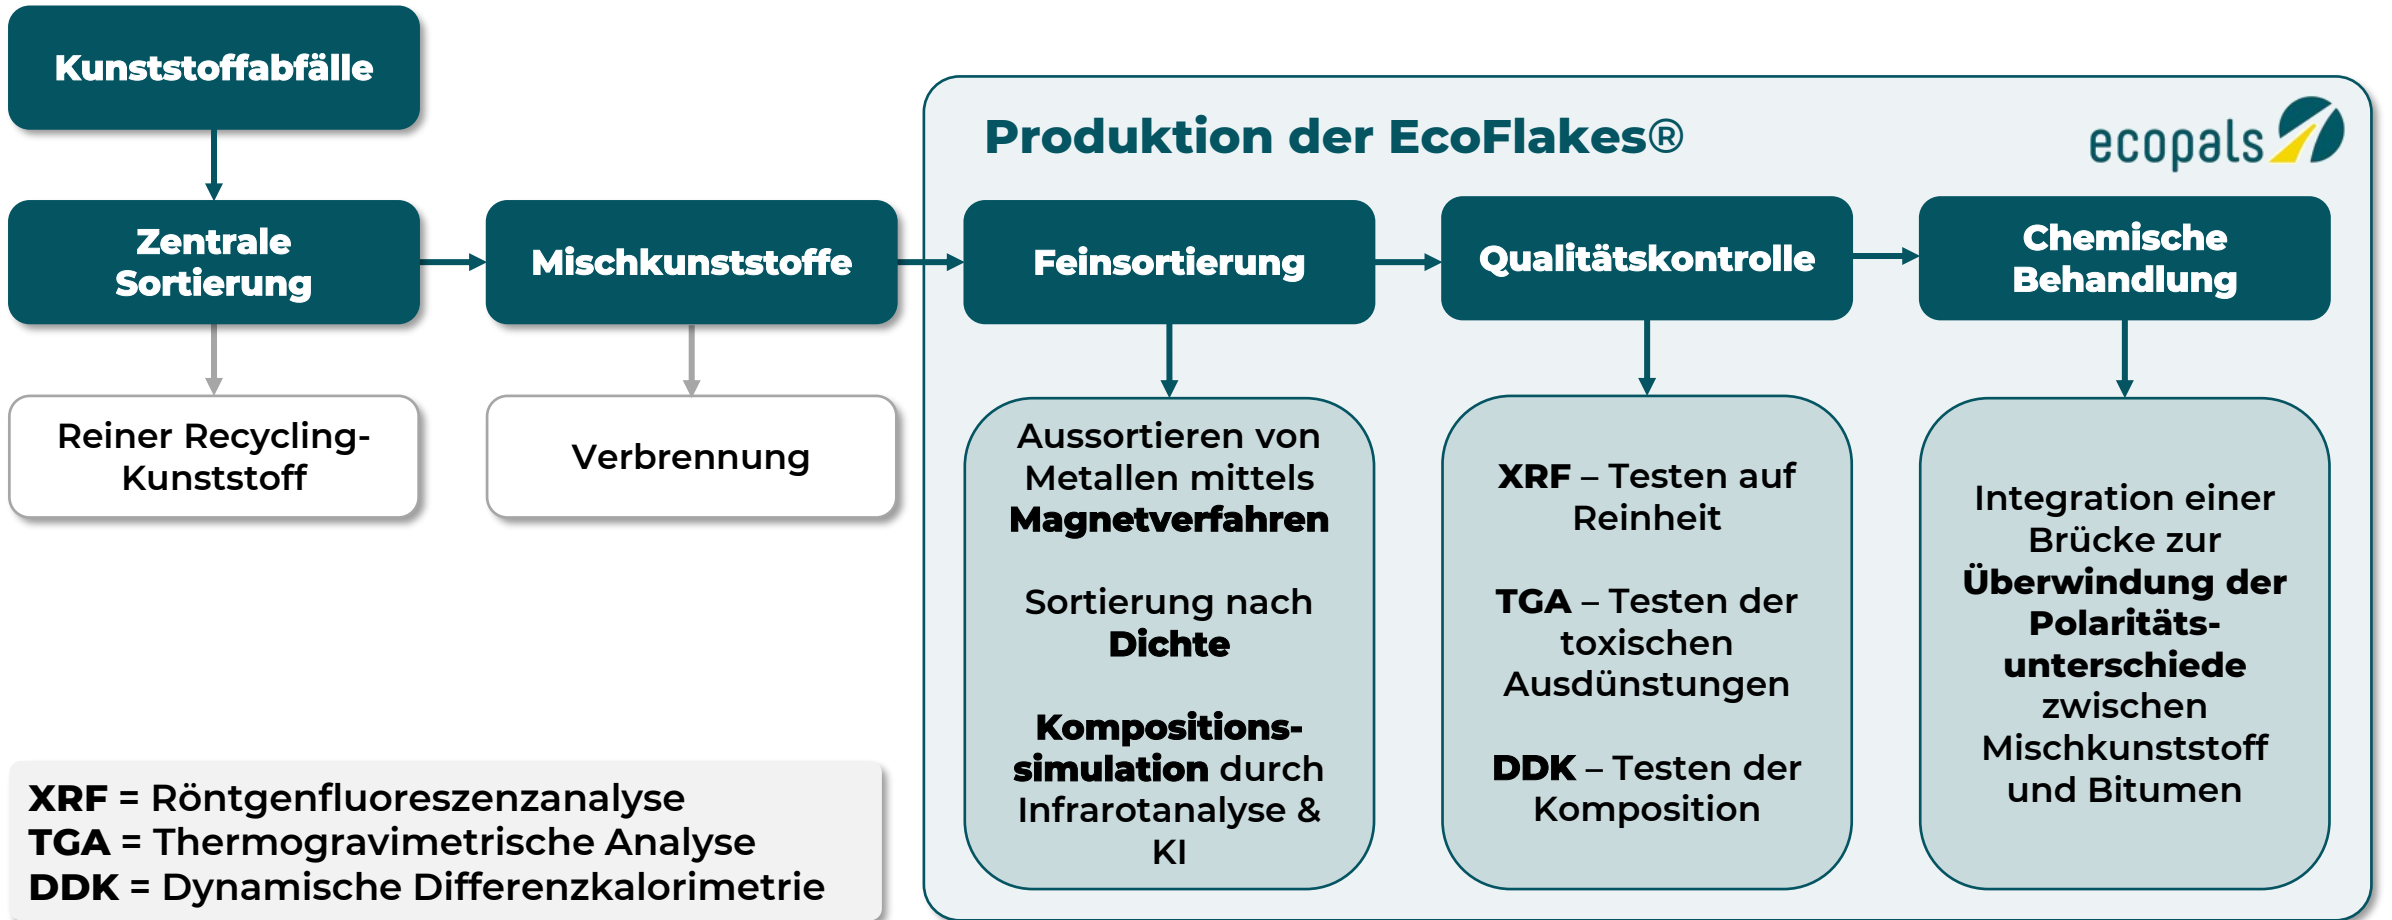 Kunststoffabfälle
Produktion der EcoFlakes®
ecopals
Zentrale
Sortierung
Mischkunststoffe
Feinsortierung
Qualitätskontrolle
Chemische
Behandlung
Reiner Recycling-
Kunststoff
Verbrennung
Aussortieren von
Metallen mittels
Magnetverfahren
Sortierung nach
Dichte
Kompositions-
simulation durch
Infrarotanalyse &
KI
XRF – Testen auf
Reinheit
TGA – Testen der
toxischen
Ausdünstungen
DDK – Testen der
Komposition
Integration einer
Brücke zur
Überwindung der
Polaritäts-
unterschiede
zwischen
Mischkunststoff
und Bitumen
XRF = Röntgenfluoreszenzanalyse
TGA = Thermogravimetrische Analyse
DDK = Dynamische Differenzkalorimetrie